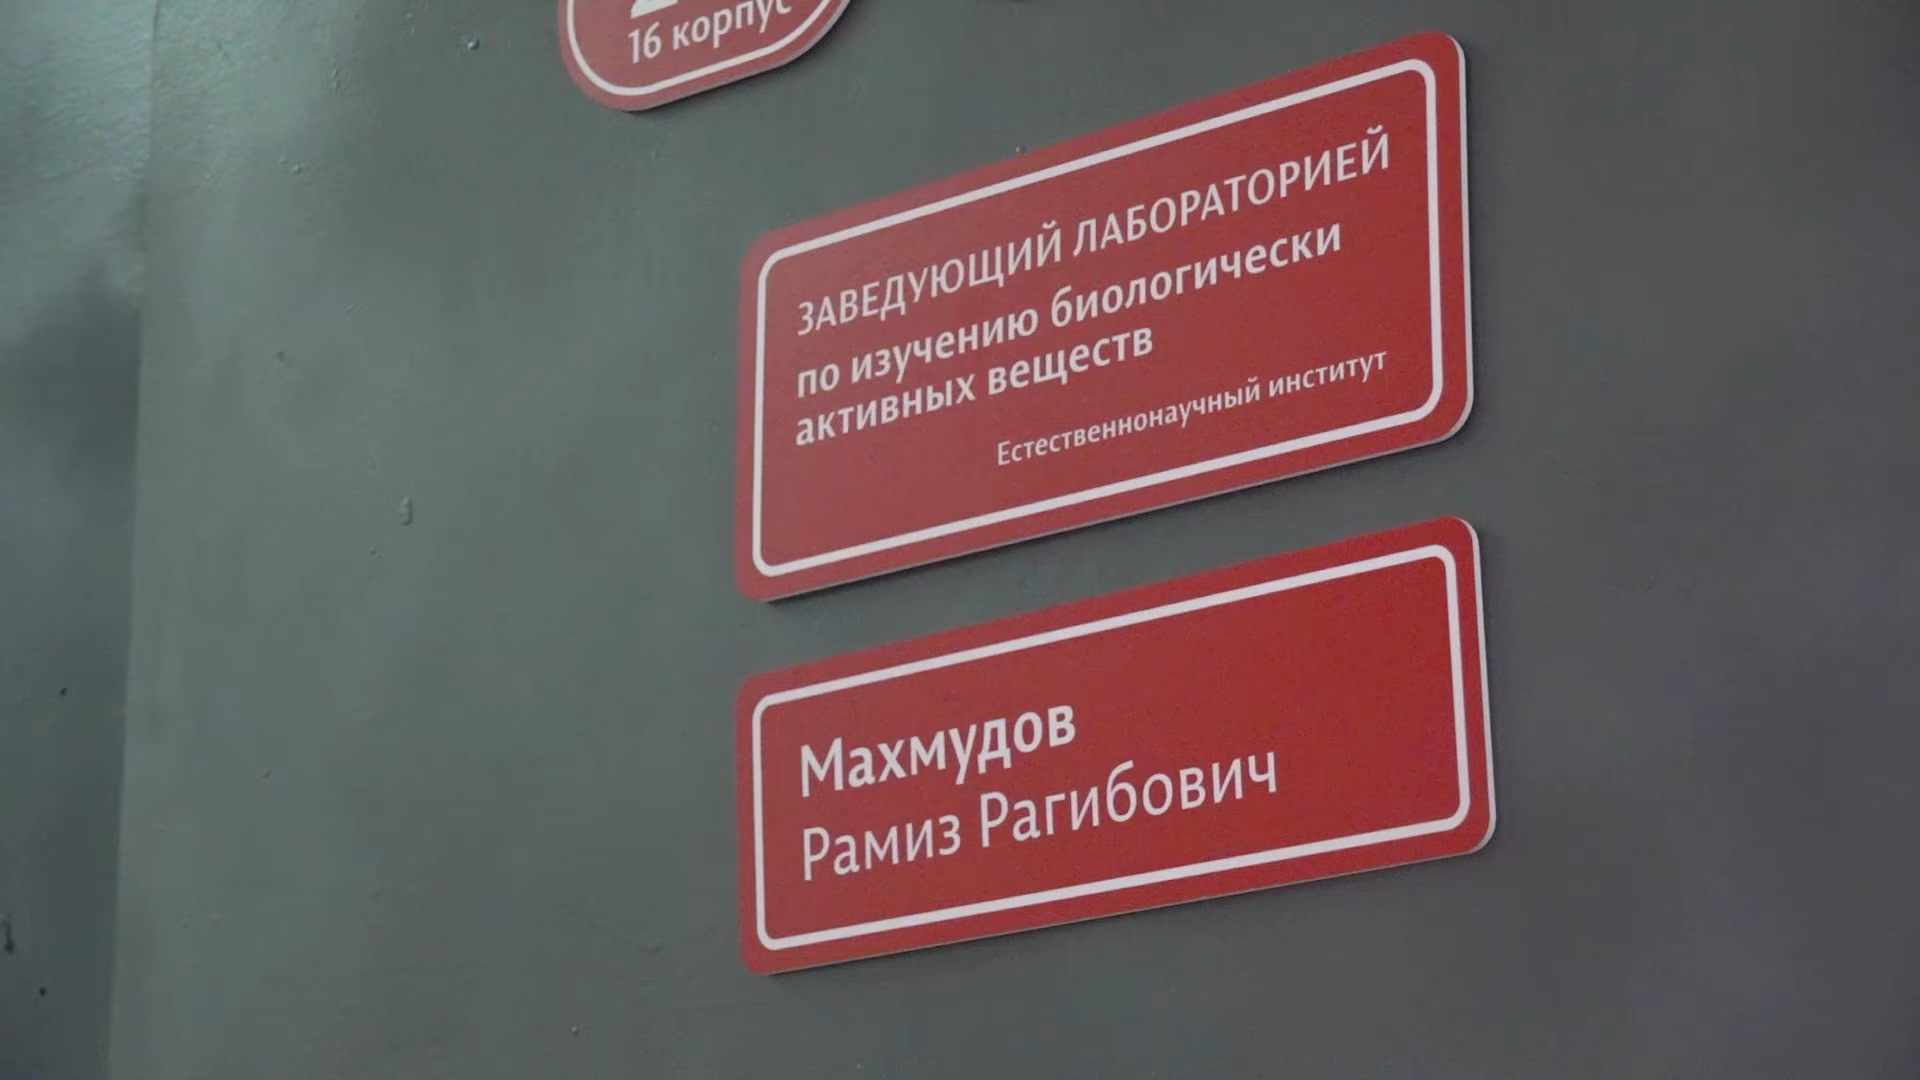 16 корпус
ЗАВЕДУЮЩИЙ ЛАБОРАТОРИЕЙ
по изучению биологически
активных веществ
Естественнонаучный институт
Махмудов
Рамиз Рагибович